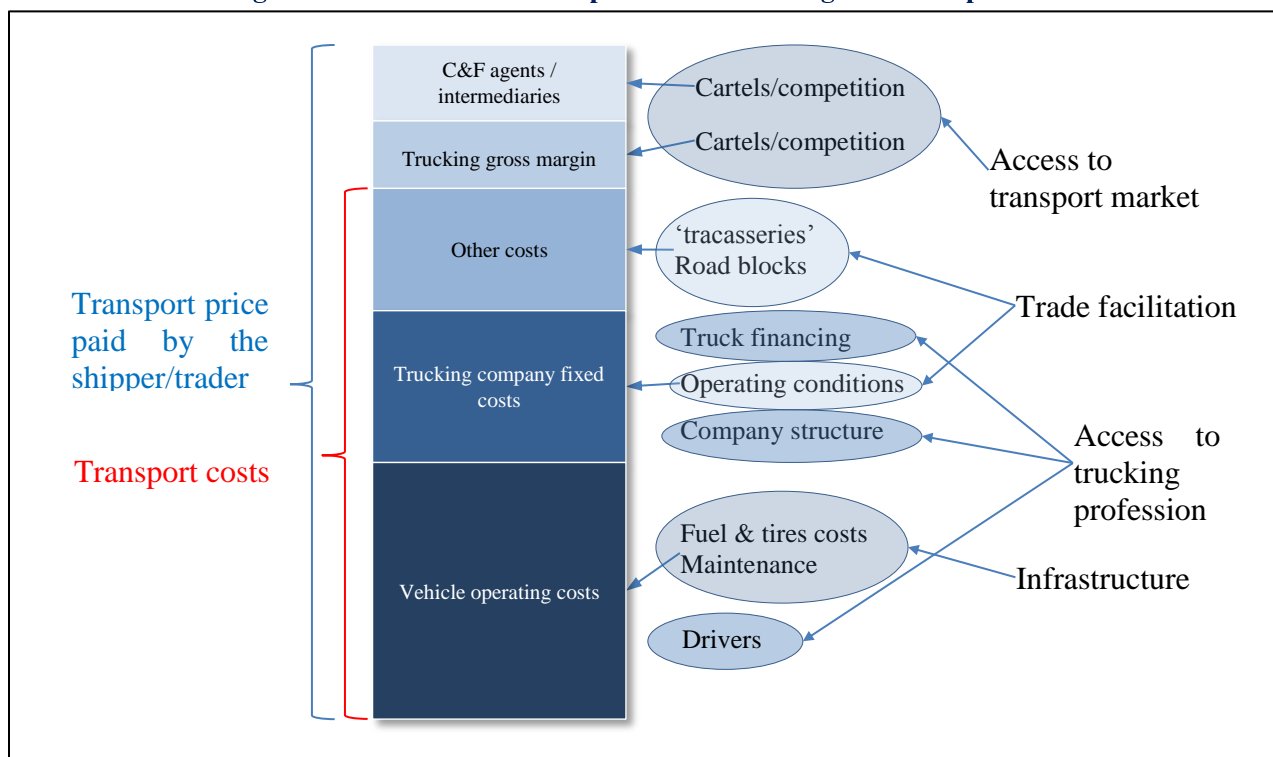 C&F agents /
intermediaries
Trucking gross margin
Other costs
Trucking company fixed
costs
Vehicle operating costs
Transport price
paid by the
shipper/trader
Transport costs
Cartels/competition
Cartels/competition
‘tracasseries’
Road blocks
Truck financing
Operating conditions
Company structure
Fuel & tires costs
Maintenance
Drivers
Access to
transport market
Trade facilitation
Access to
trucking
profession
Infrastructure